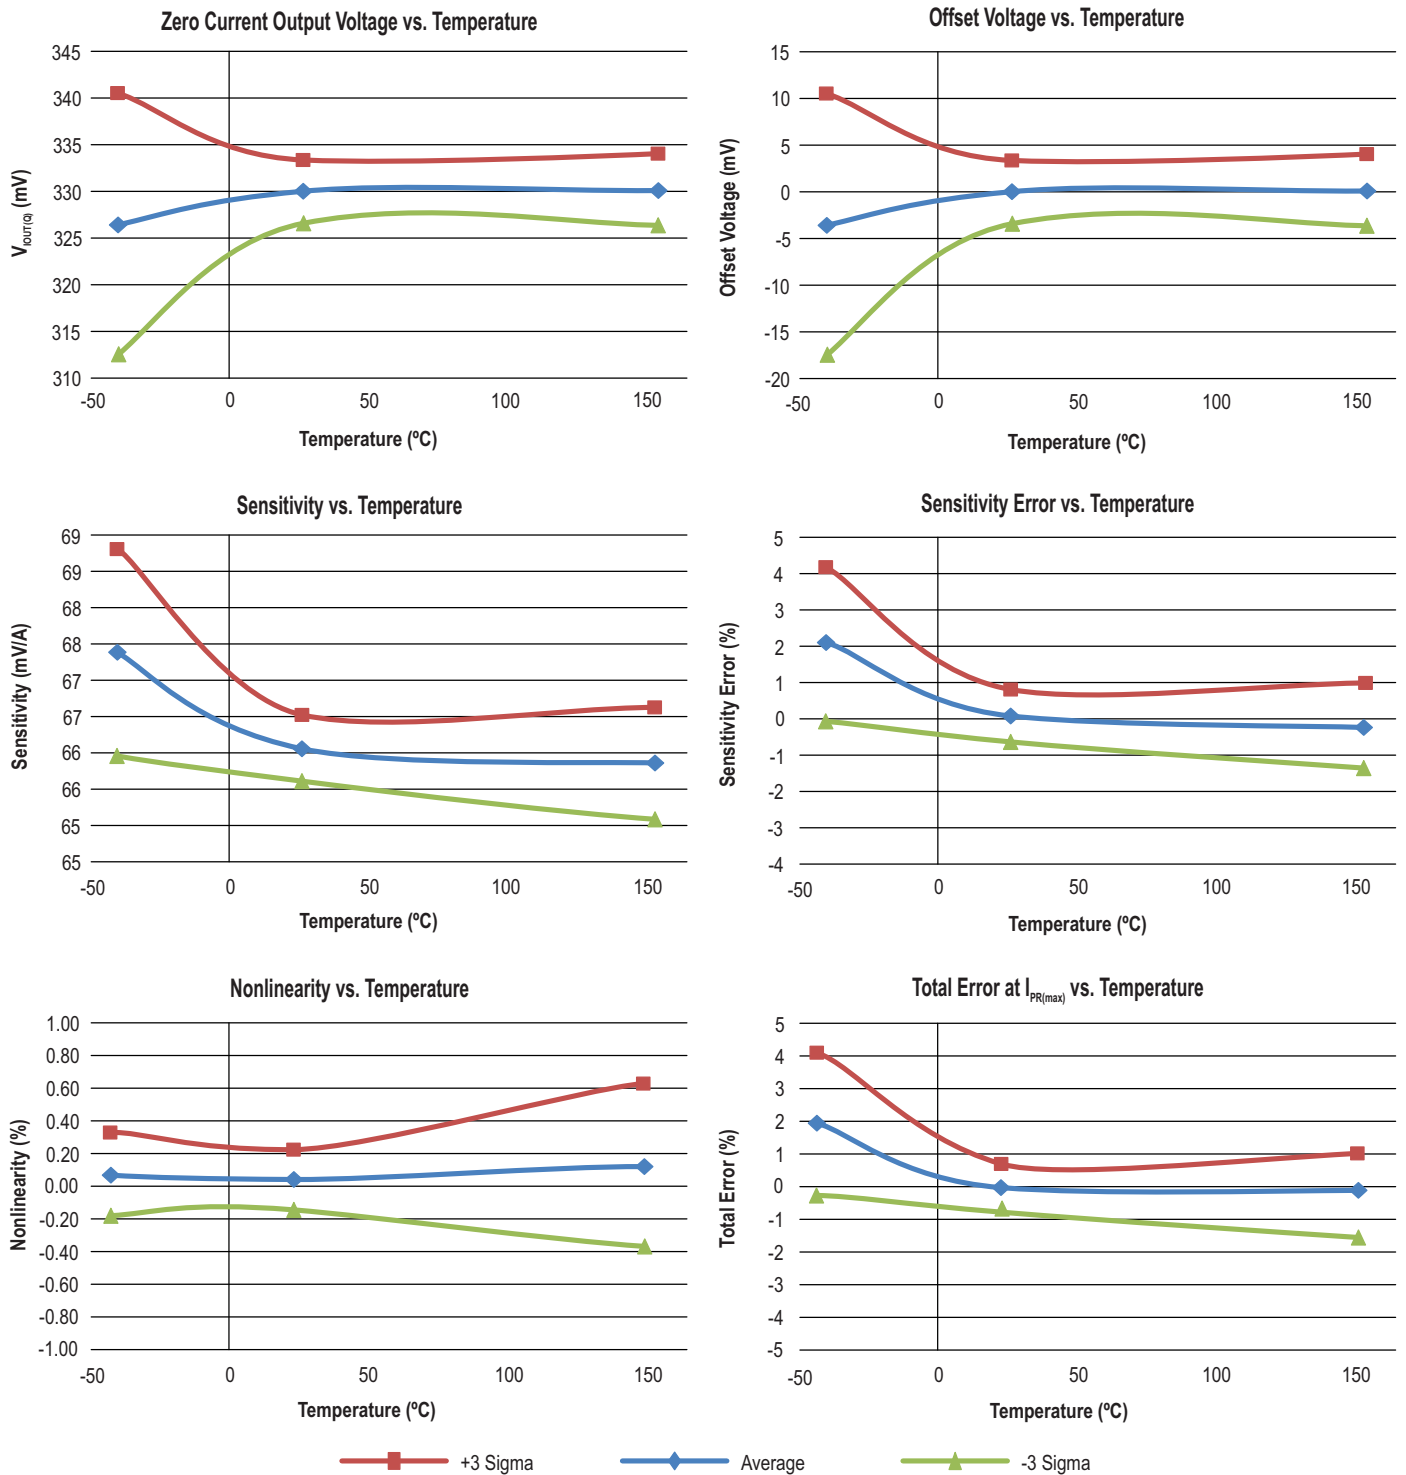 Zero Current Output Voltage vs. Temperature
345
340
335
330
325
320
315
310
VIOUT(Q) (mV)
-50 0 50 100 150
Temperature (ºC)
Offset Voltage vs. Temperature
15
10
5
0
-5
-10
-15
-20
Offset Voltage (mV)
-50 0 50 100 150
Temperature (ºC)
Sensitivity vs. Temperature
69
69
68
68
67
67
66
66
65
65
Sensitivity (mV/A)
-50 0 50 100 150
Temperature (ºC)
Sensitivity Error vs. Temperature
5
4
3
2
1
0
-1
-2
-3
-4
Sensitivity Error (%)
-50 0 50 100 150
Temperature (ºC)
Nonlinearity vs. Temperature
1.00
0.80
0.60
0.40
0.20
0.00
-0.20
-0.40
-0.60
-0.80
-1.00
Nonlinearity (%)
-50 0 50 100 150
Temperature (ºC)
Total Error at IPR(max) vs. Temperature
5
4
3
2
1
0
-1
-2
-3
-4
-5
Total Error (%)
-50 0 50 100 150
Temperature (ºC)
+3 Sigma Average -3 Sigma